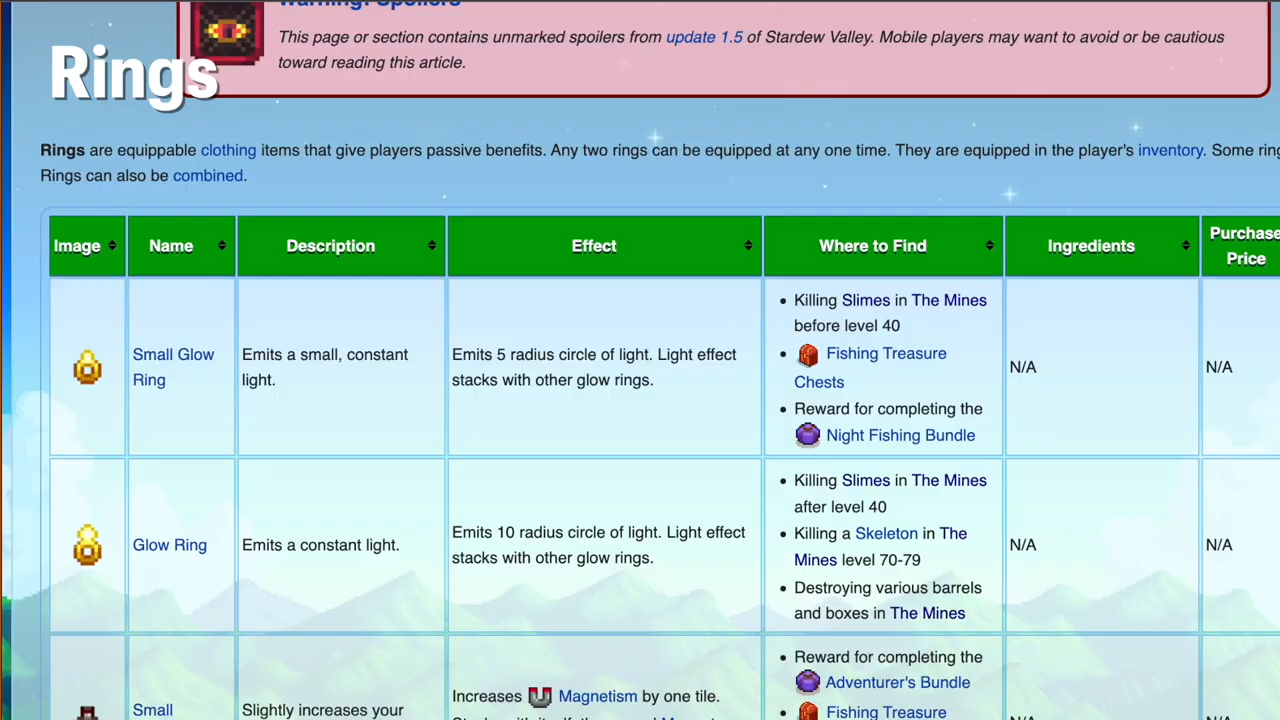 Warning: Spoilers
This page or section contains unmarked spoilers from update 1.5 of Stardew Valley. Mobile players may want to avoid or be cautious
toward reading this article.
Rings
Rings are equippable clothing items that give players passive benefits. Any two rings can be equipped at any one time. They are equipped in the player's inventory. Some
Rings can also be combined.
Image Name Description Effect Where to Find Ingredients Purchase Price
Small Glow
Ring
Emits a small, constant
light.
Emits 5 radius circle of light. Light effect
stacks with other glow rings.
Killing Slimes in The Mines
before level 40
Fishing Treasure
Chests
Reward for completing the
Night Fishing Bundle
N/A
N/A
Glow Ring
Emits a constant light.
Emits 10 radius circle of light. Light effect
stacks with other glow rings.
Killing Slimes in The Mines
after level 40
Killing a Skeleton in The
Mines level 70-79
Destroying various barrels
and boxes in The Mines
N/A
N/A
Small
Slightly increases your
Increases Magnetism by one tile.
Reward for completing the
Adventurer's Bundle
Fishing Treasure